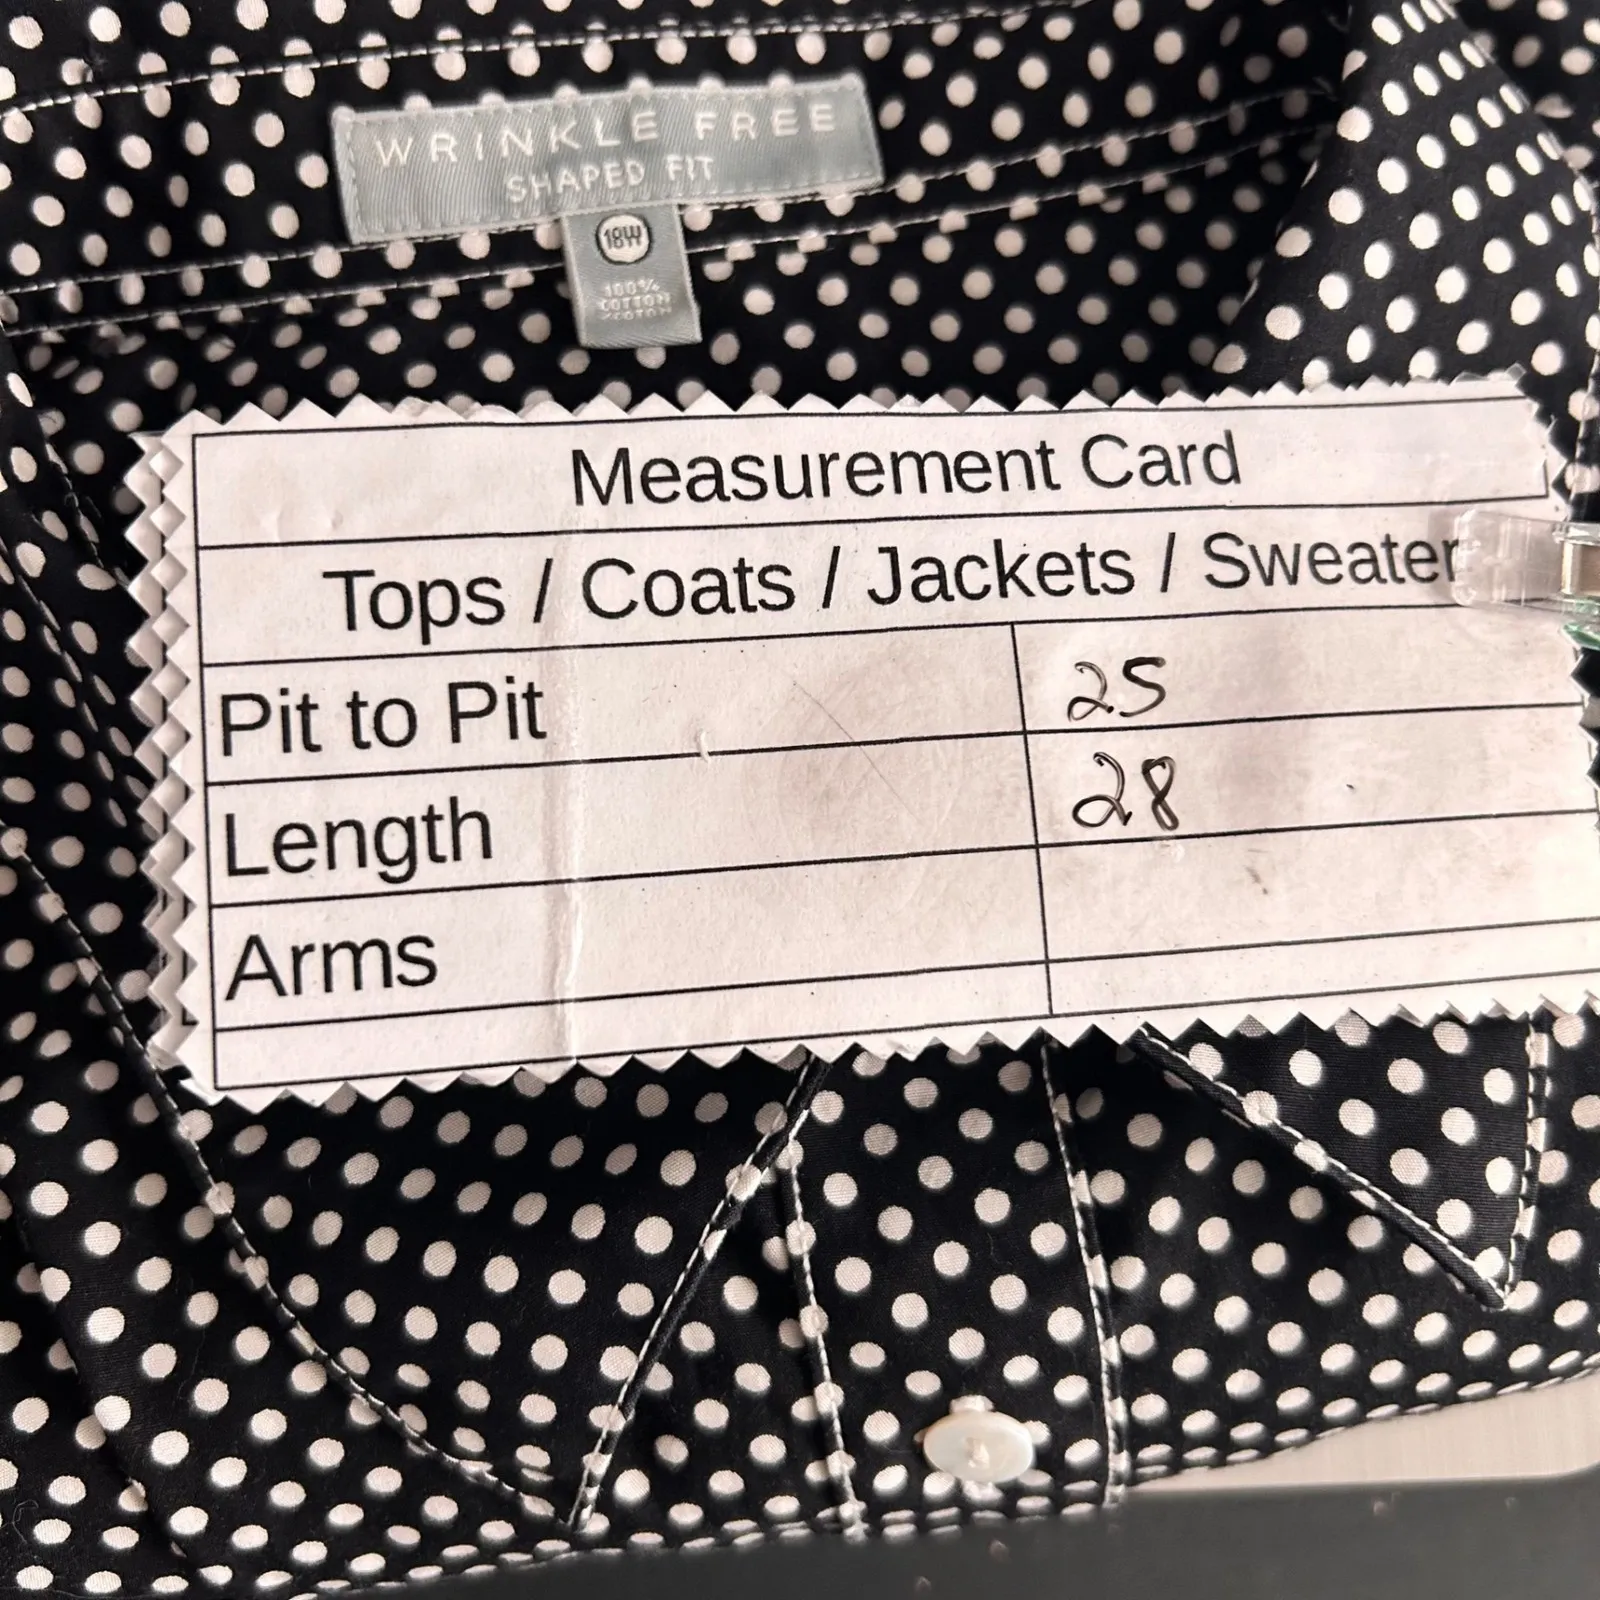 WRINKLE FREE
SHAPED FIT
18W
100%
COTTON
Measurement Card
Tops / Coats / Jackets / Sweater
Pit to Pit 25
Length 28
Arms